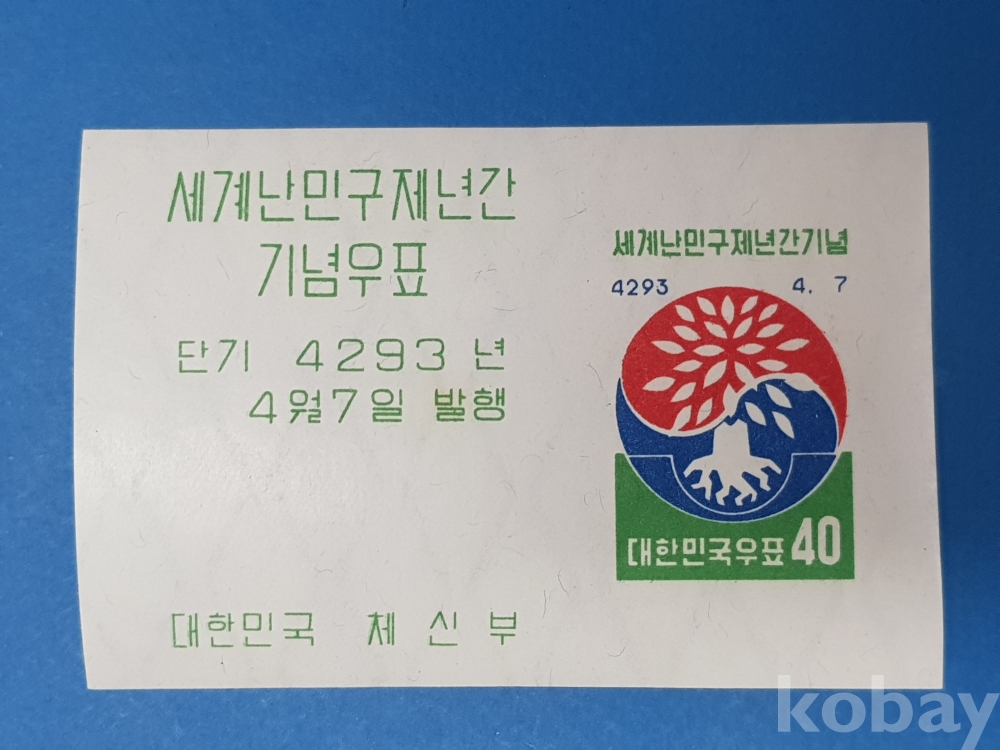 세계난민구제년간
기념우표
단기 4293 년
4월7일 발행
대한민국 체신부
세계난민구제년간기념
4293 4. 7
대한민국우표 40
kobay